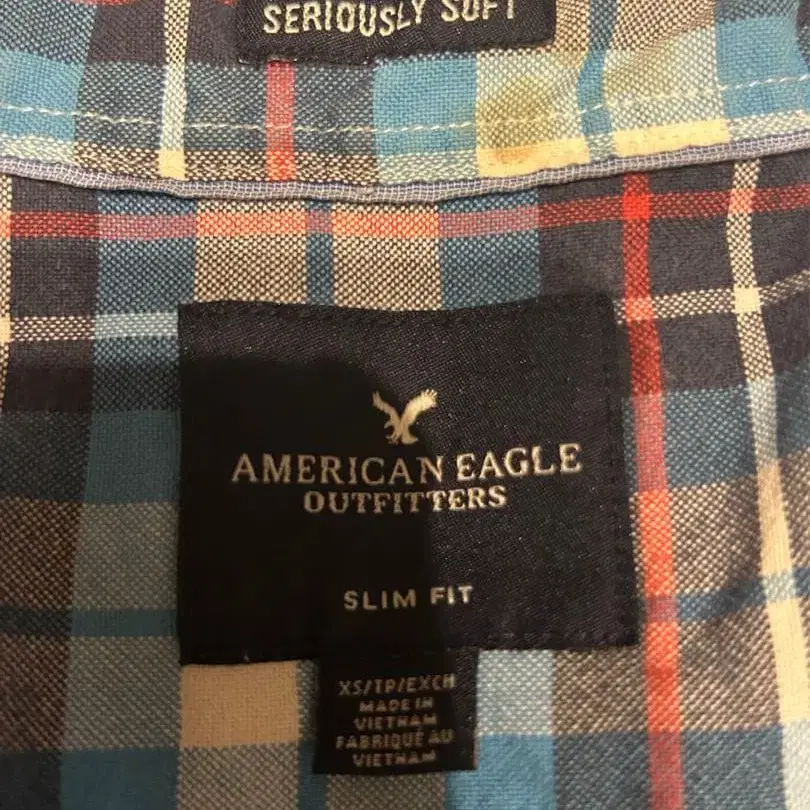 SERIOUSLY SOFT
AMERICAN EAGLE
OUTFITTERS
SLIM FIT
XS/TP/EXCH
MADE IN
VIETNAM
FABRIQUÉ AU
VIETNAM